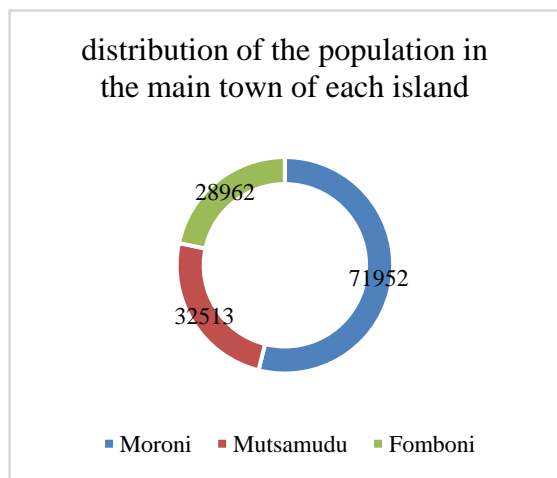 distribution of the population in
the main town of each island
28962
71952
32513
Moroni Mutsamudu Fomboni